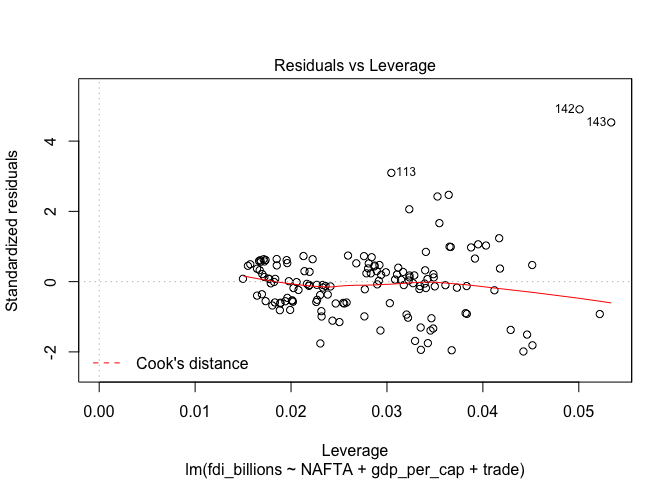 Residuals vs Leverage
Standardized residuals
4
2
0
-2
142
143
113
Cook's distance
0.00 0.01 0.02 0.03 0.04 0.05
Leverage
lm(fdi_billions ~ NAFTA + gdp_per_cap + trade)